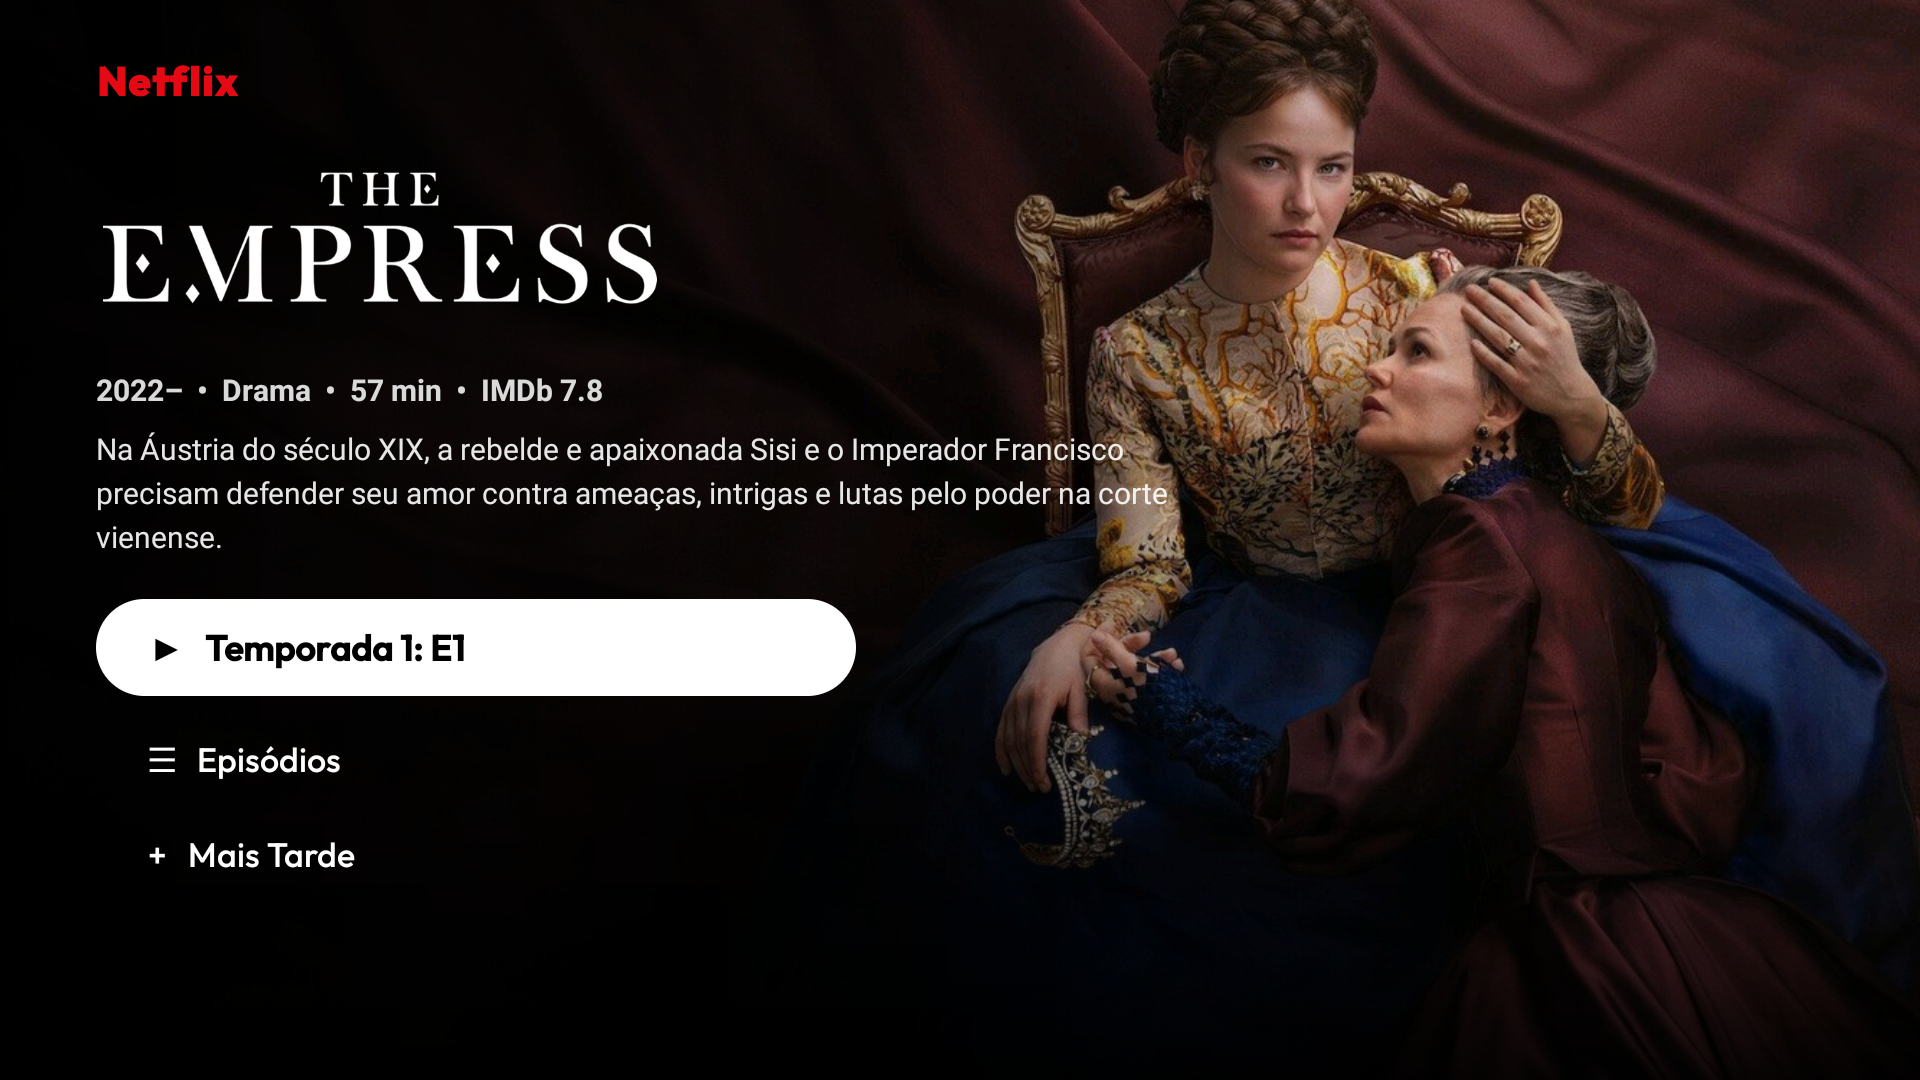 Netflix
THE
EMPRESS
2022– • Drama • 57 min • IMDb 7.8
Na Áustria do século XIX, a rebelde e apaixonada Sisi e o Imperador Francisco
precisam defender seu amor contra ameaças, intrigas e lutas pelo poder na corte
vienense.
► Temporada 1: E1
☰ Episódios
+ Mais Tarde